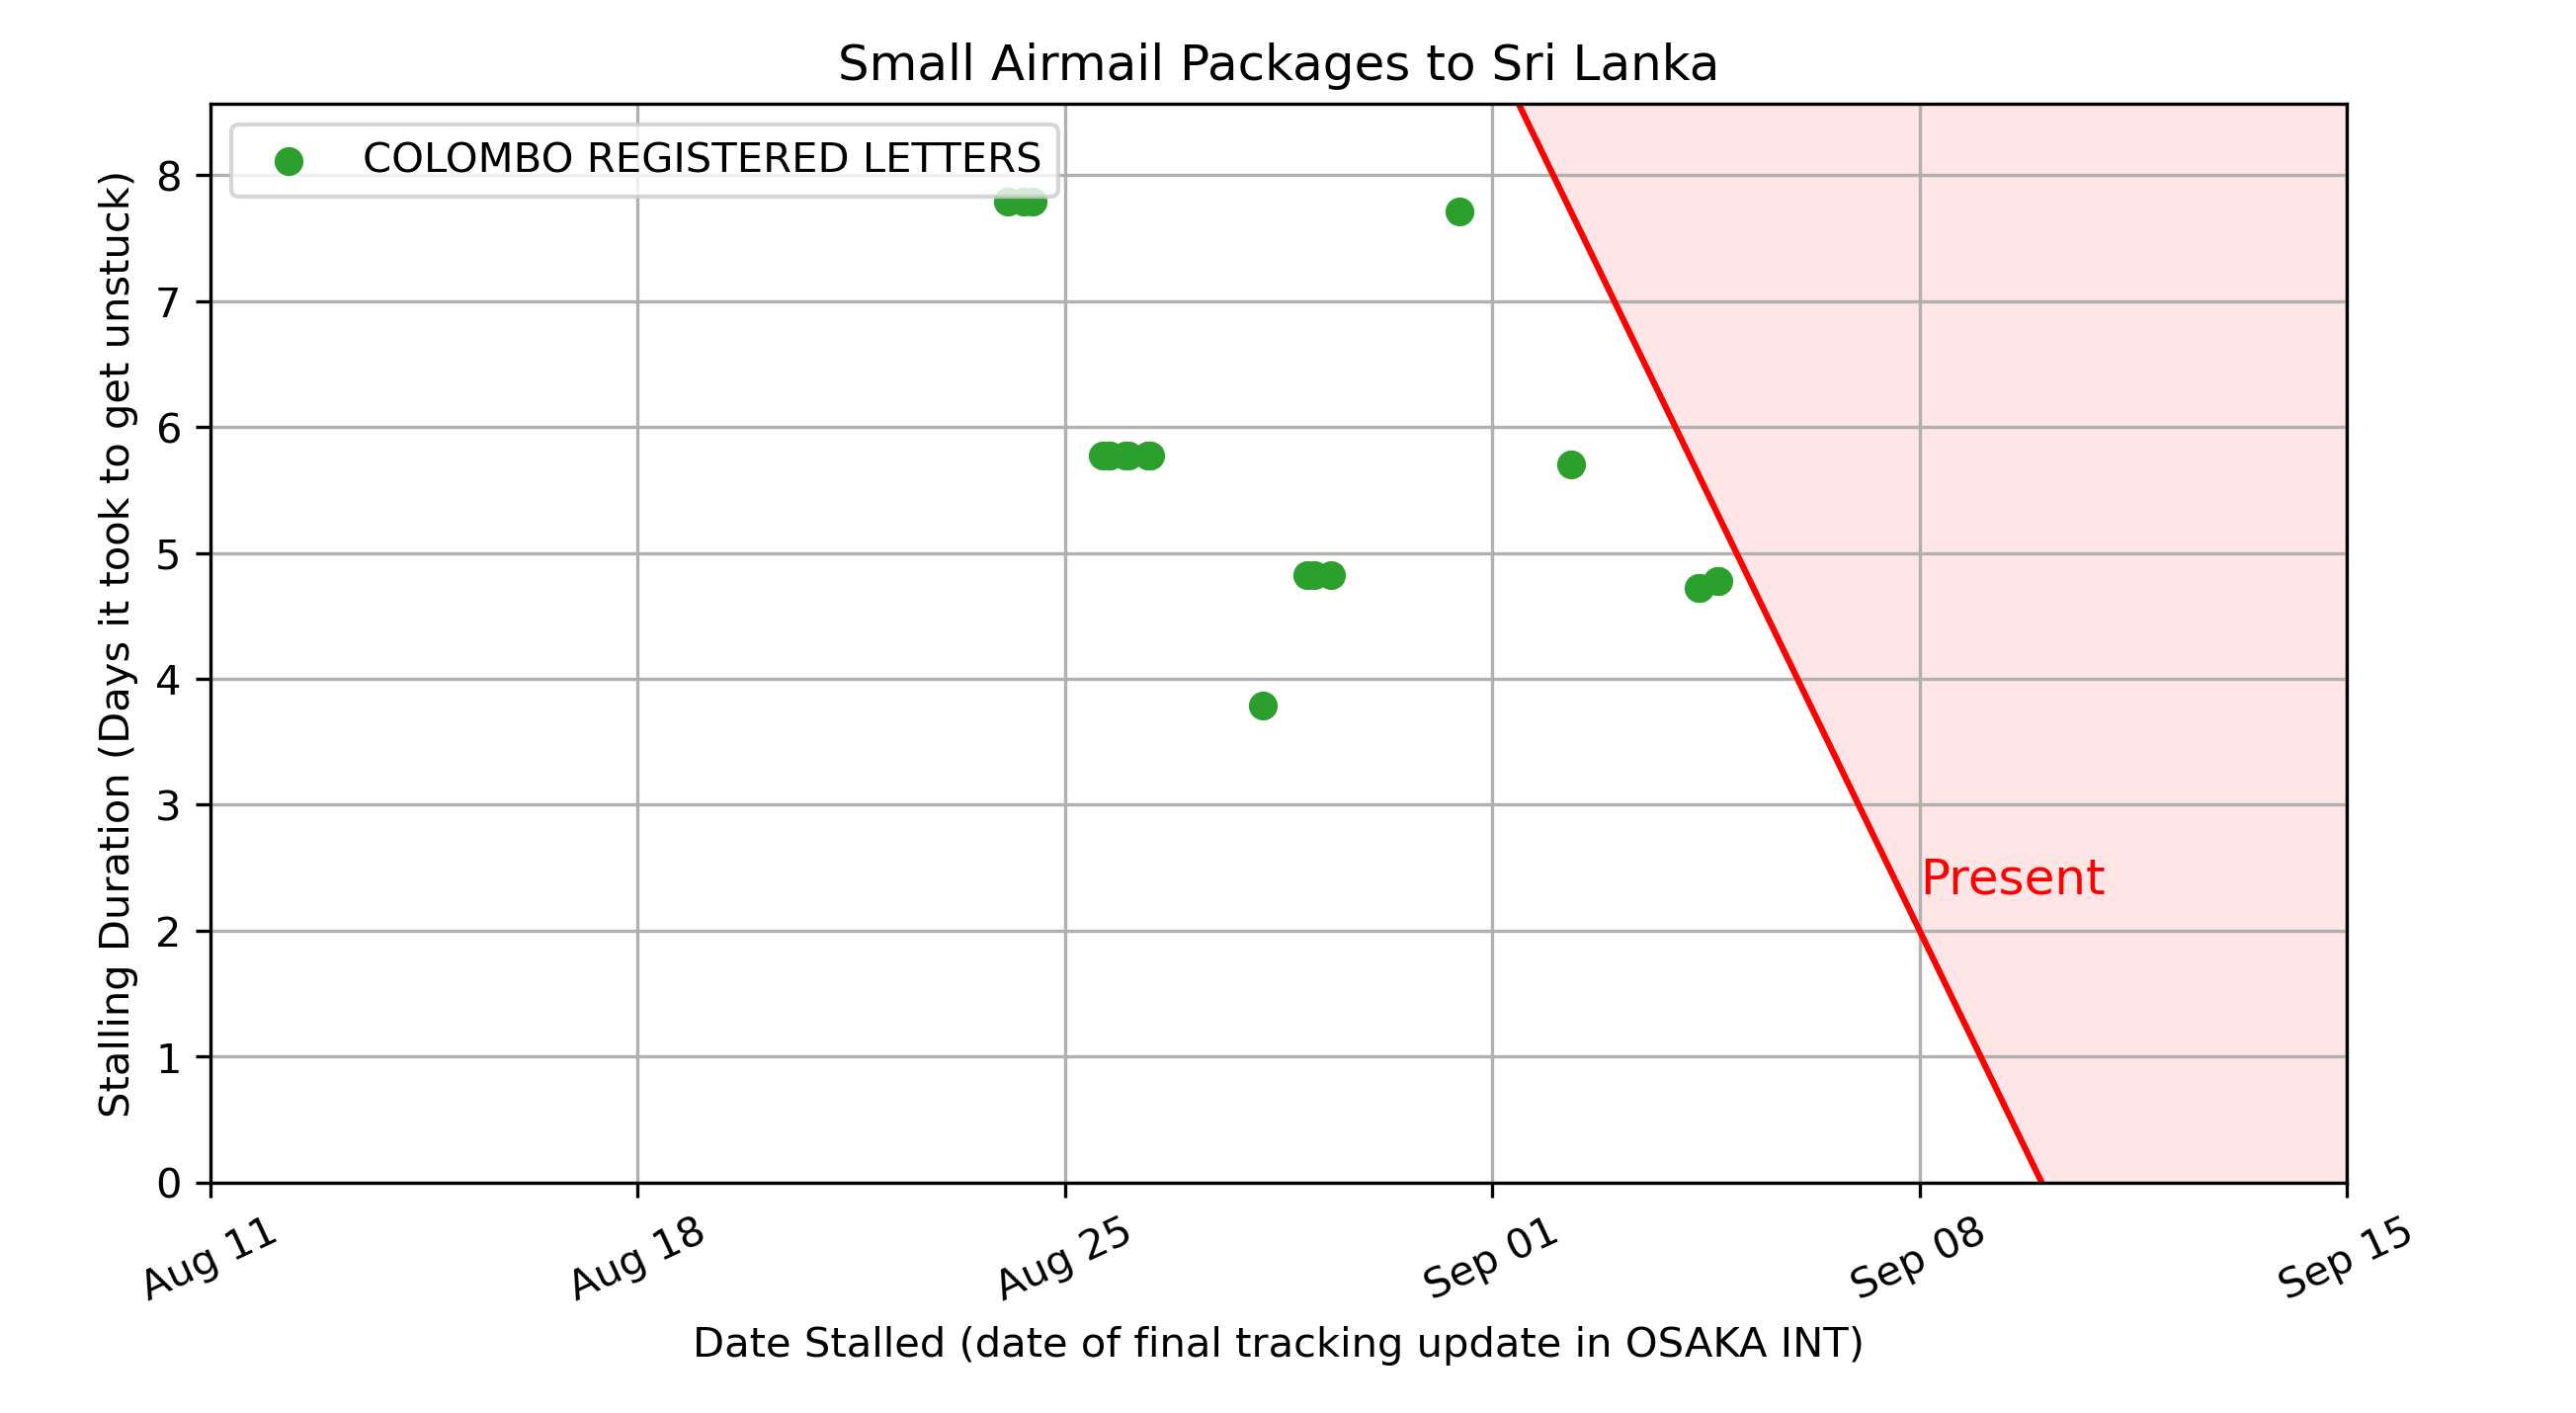 Small Airmail Packages to Sri Lanka
COLOMBO REGISTERED LETTERS
Stalling Duration (Days it took to get unstuck)
8
7
6
5
4
3
2
1
0
Present
Aug 11
Aug 18
Aug 25
Sep 01
Sep 08
Sep 15
Date Stalled (date of final tracking update in OSAKA INT)